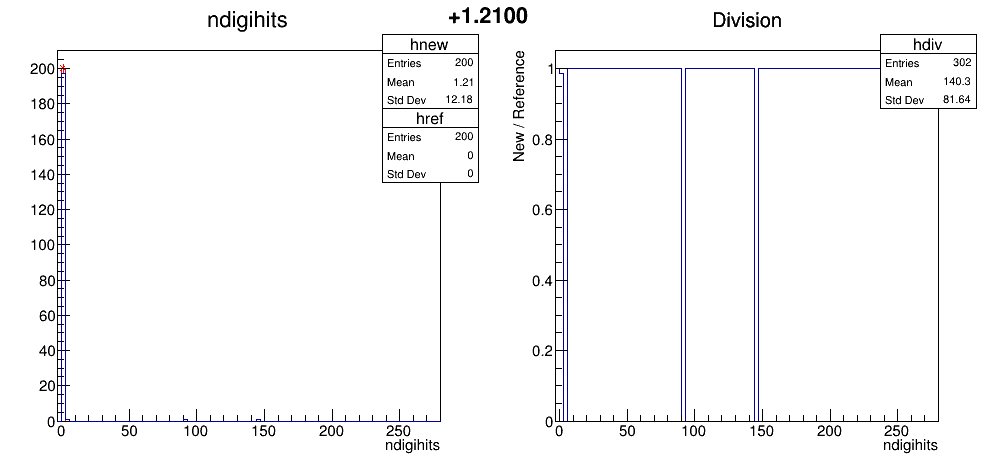 ndigihits
+1.2100
Division
hnew
Entries 200
Mean 1.21
Std Dev 12.18
href
Entries 200
Mean 0
Std Dev 0
200
180
160
140
120
100
80
60
40
20
0
0 50 100 150 200 250
ndigihits
hdiv
Entries 302
Mean 140.3
Std Dev 81.64
New / Reference
1
0.8
0.6
0.4
0.2
0
0 50 100 150 200 250
ndigihits